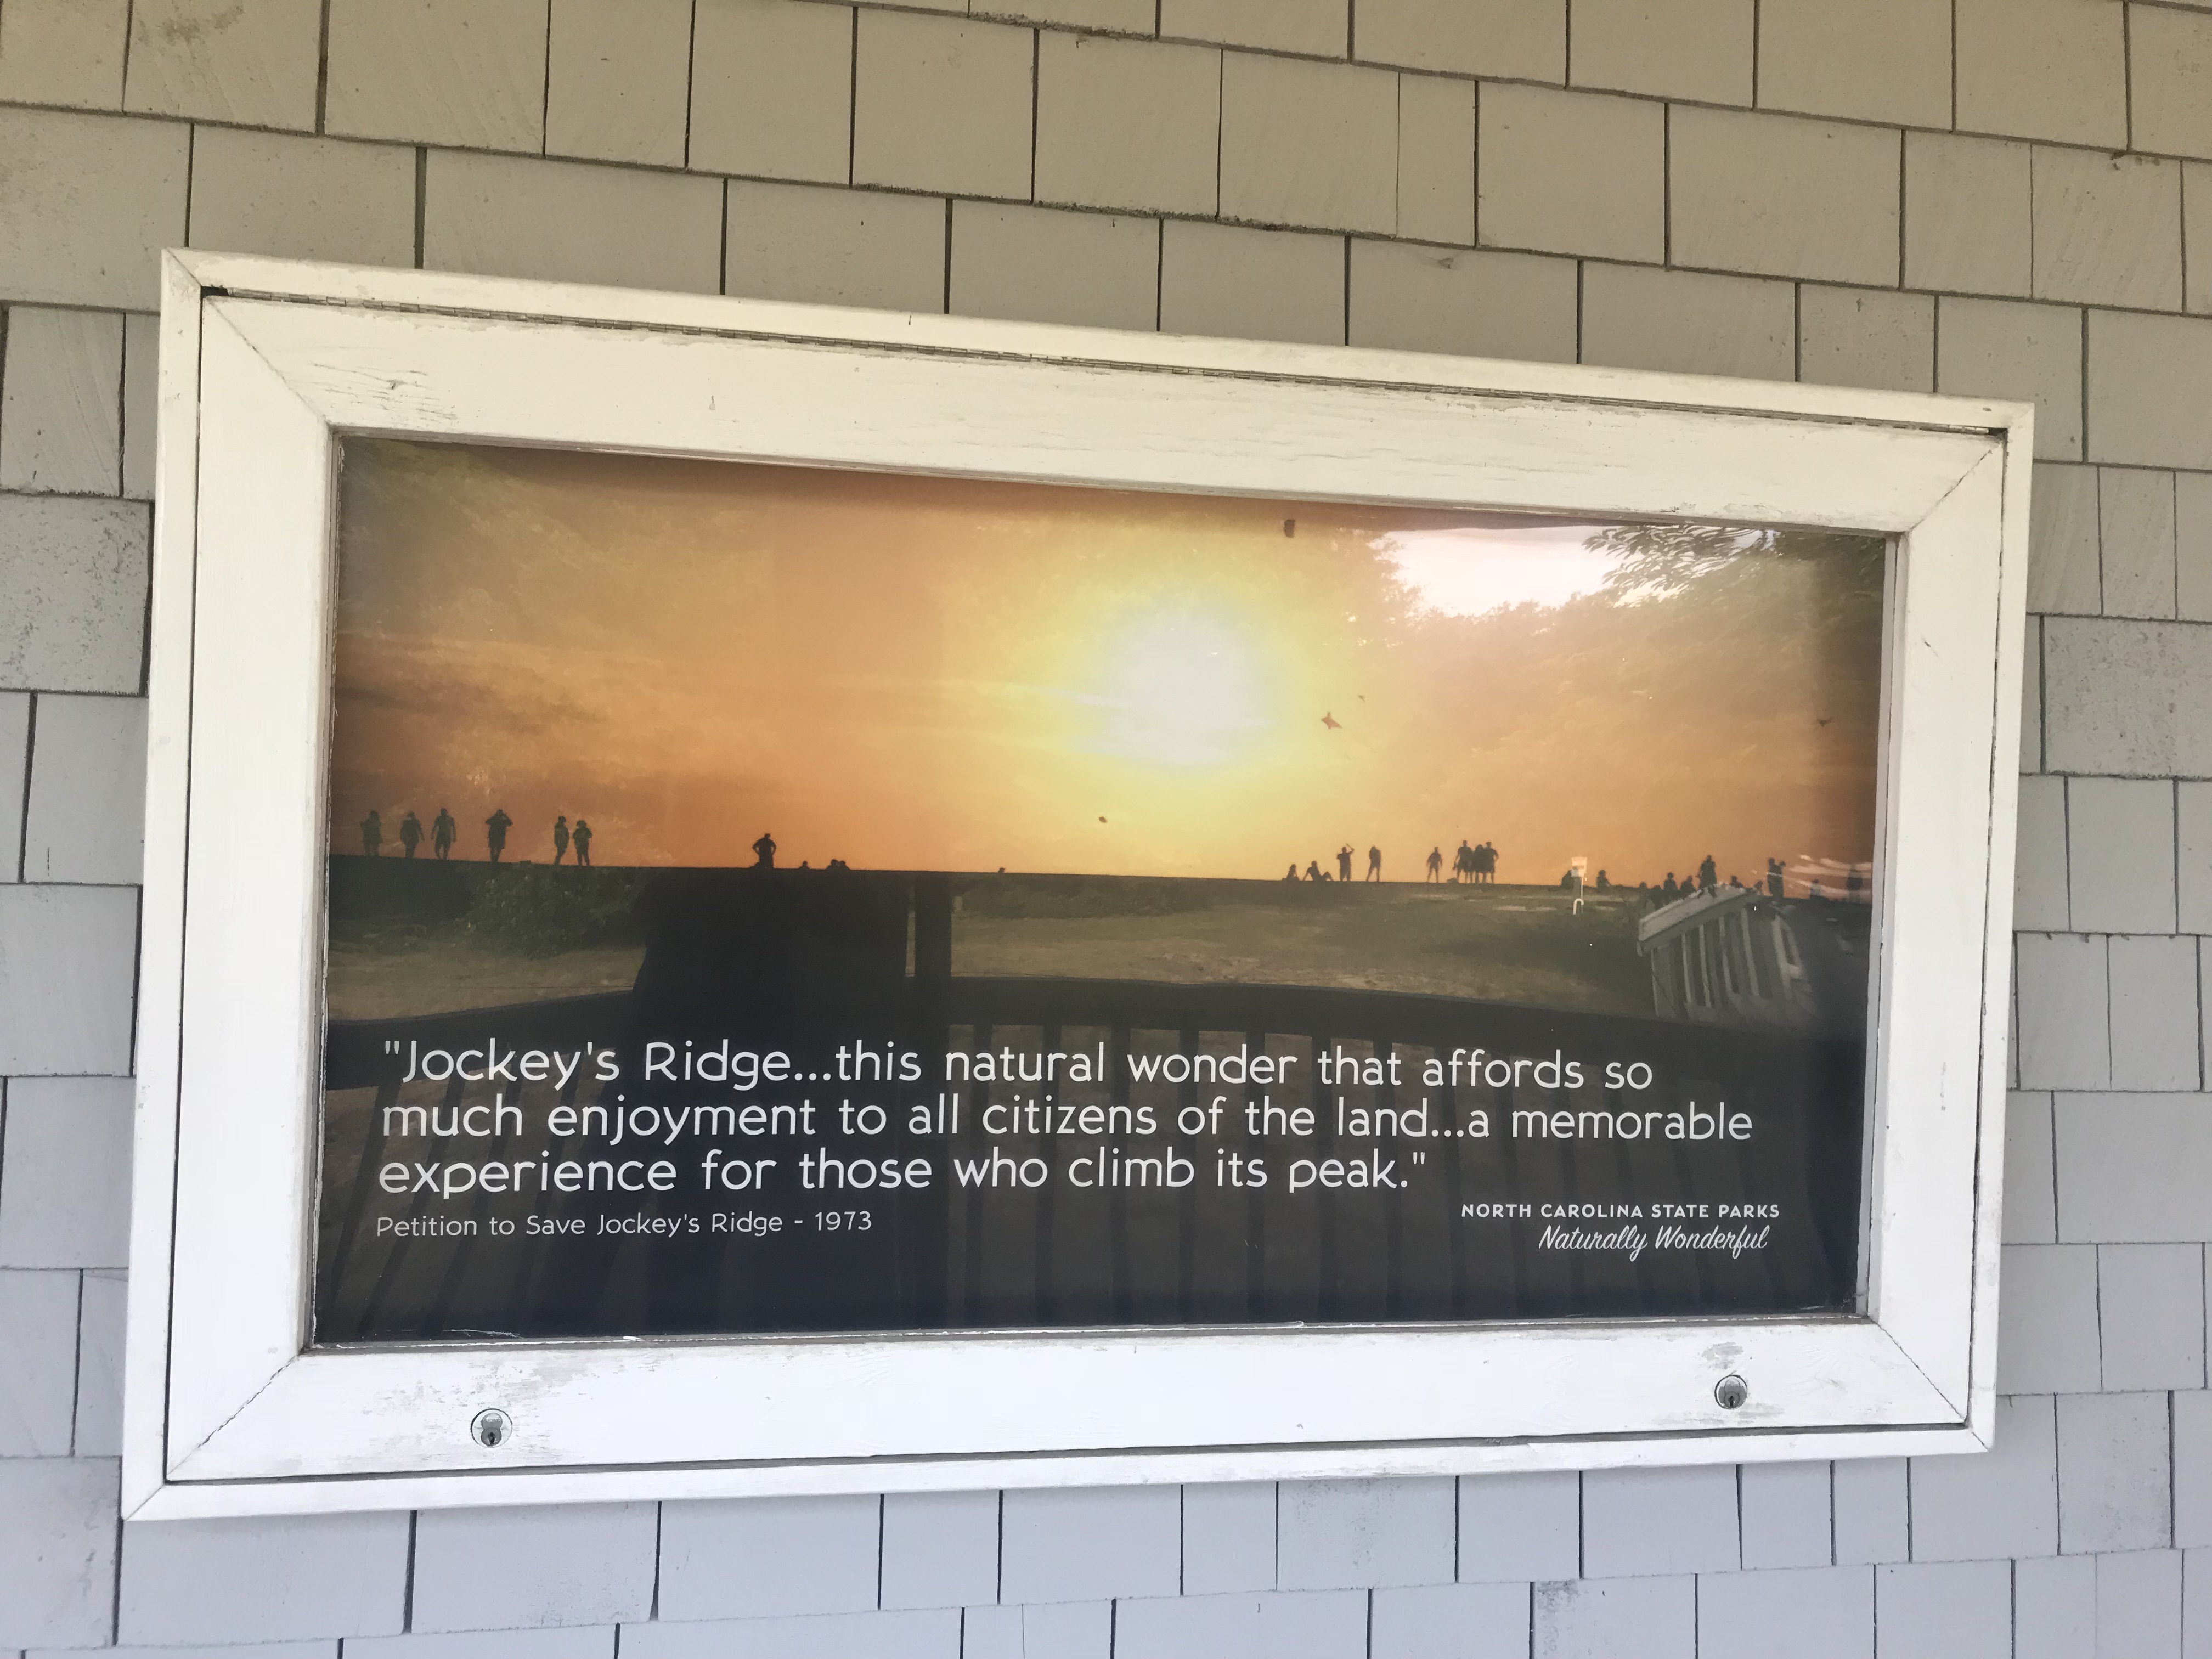 "Jockey's Ridge...this natural wonder that affords so
much enjoyment to all citizens of the land...a memorable
experience for those who climb its peak."
Petition to Save Jockey's Ridge - 1973
NORTH CAROLINA STATE PARKS
Naturally Wonderful